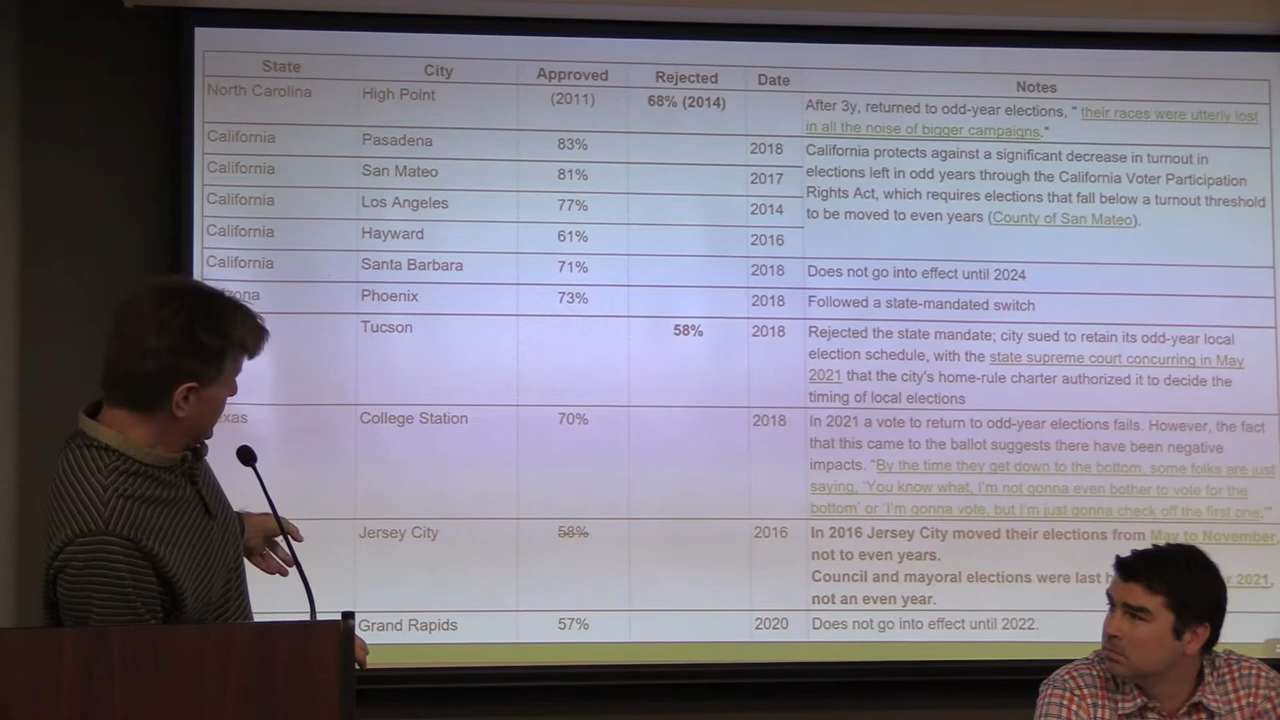 State City Approved Rejected Date Notes
North Carolina High Point (2011) 68% (2014) After 3y, returned to odd-year elections, " their races were utterly lost
in all the noise of bigger campaigns."
California Pasadena 83% 2018 California protects against a significant decrease in turnout in
California San Mateo 81% 2017 elections left in odd years through the California Voter Participation
California Los Angeles 77% 2014 Rights Act, which requires elections that fall below a turnout threshold
to be moved to even years (County of San Mateo).
California Hayward 61% 2016
California Santa Barbara 71% 2018 Does not go into effect until 2024
zona Phoenix 73% 2018 Followed a state-mandated switch
Tucson 58% 2018 Rejected the state mandate; city sued to retain its odd-year local
election schedule, with the state supreme court concurring in May
2021 that the city's home-rule charter authorized it to decide the
timing of local elections
xas College Station 70% 2018 In 2021 a vote to return to odd-year elections fails. However, the fact
that this came to the ballot suggests there have been negative
impacts. "By the time they get down to the bottom, some folks are just
saying, 'You know what, I'm not gonna even bother to vote for the
bottom' or 'I'm gonna vote, but I'm just gonna check off the first one.'"
Jersey City 58% 2016 In 2016 Jersey City moved their elections from May to November,
not to even years.
Council and mayoral elections were last 2021,
not an even year.
Grand Rapids 57% 2020 Does not go into effect until 2022.